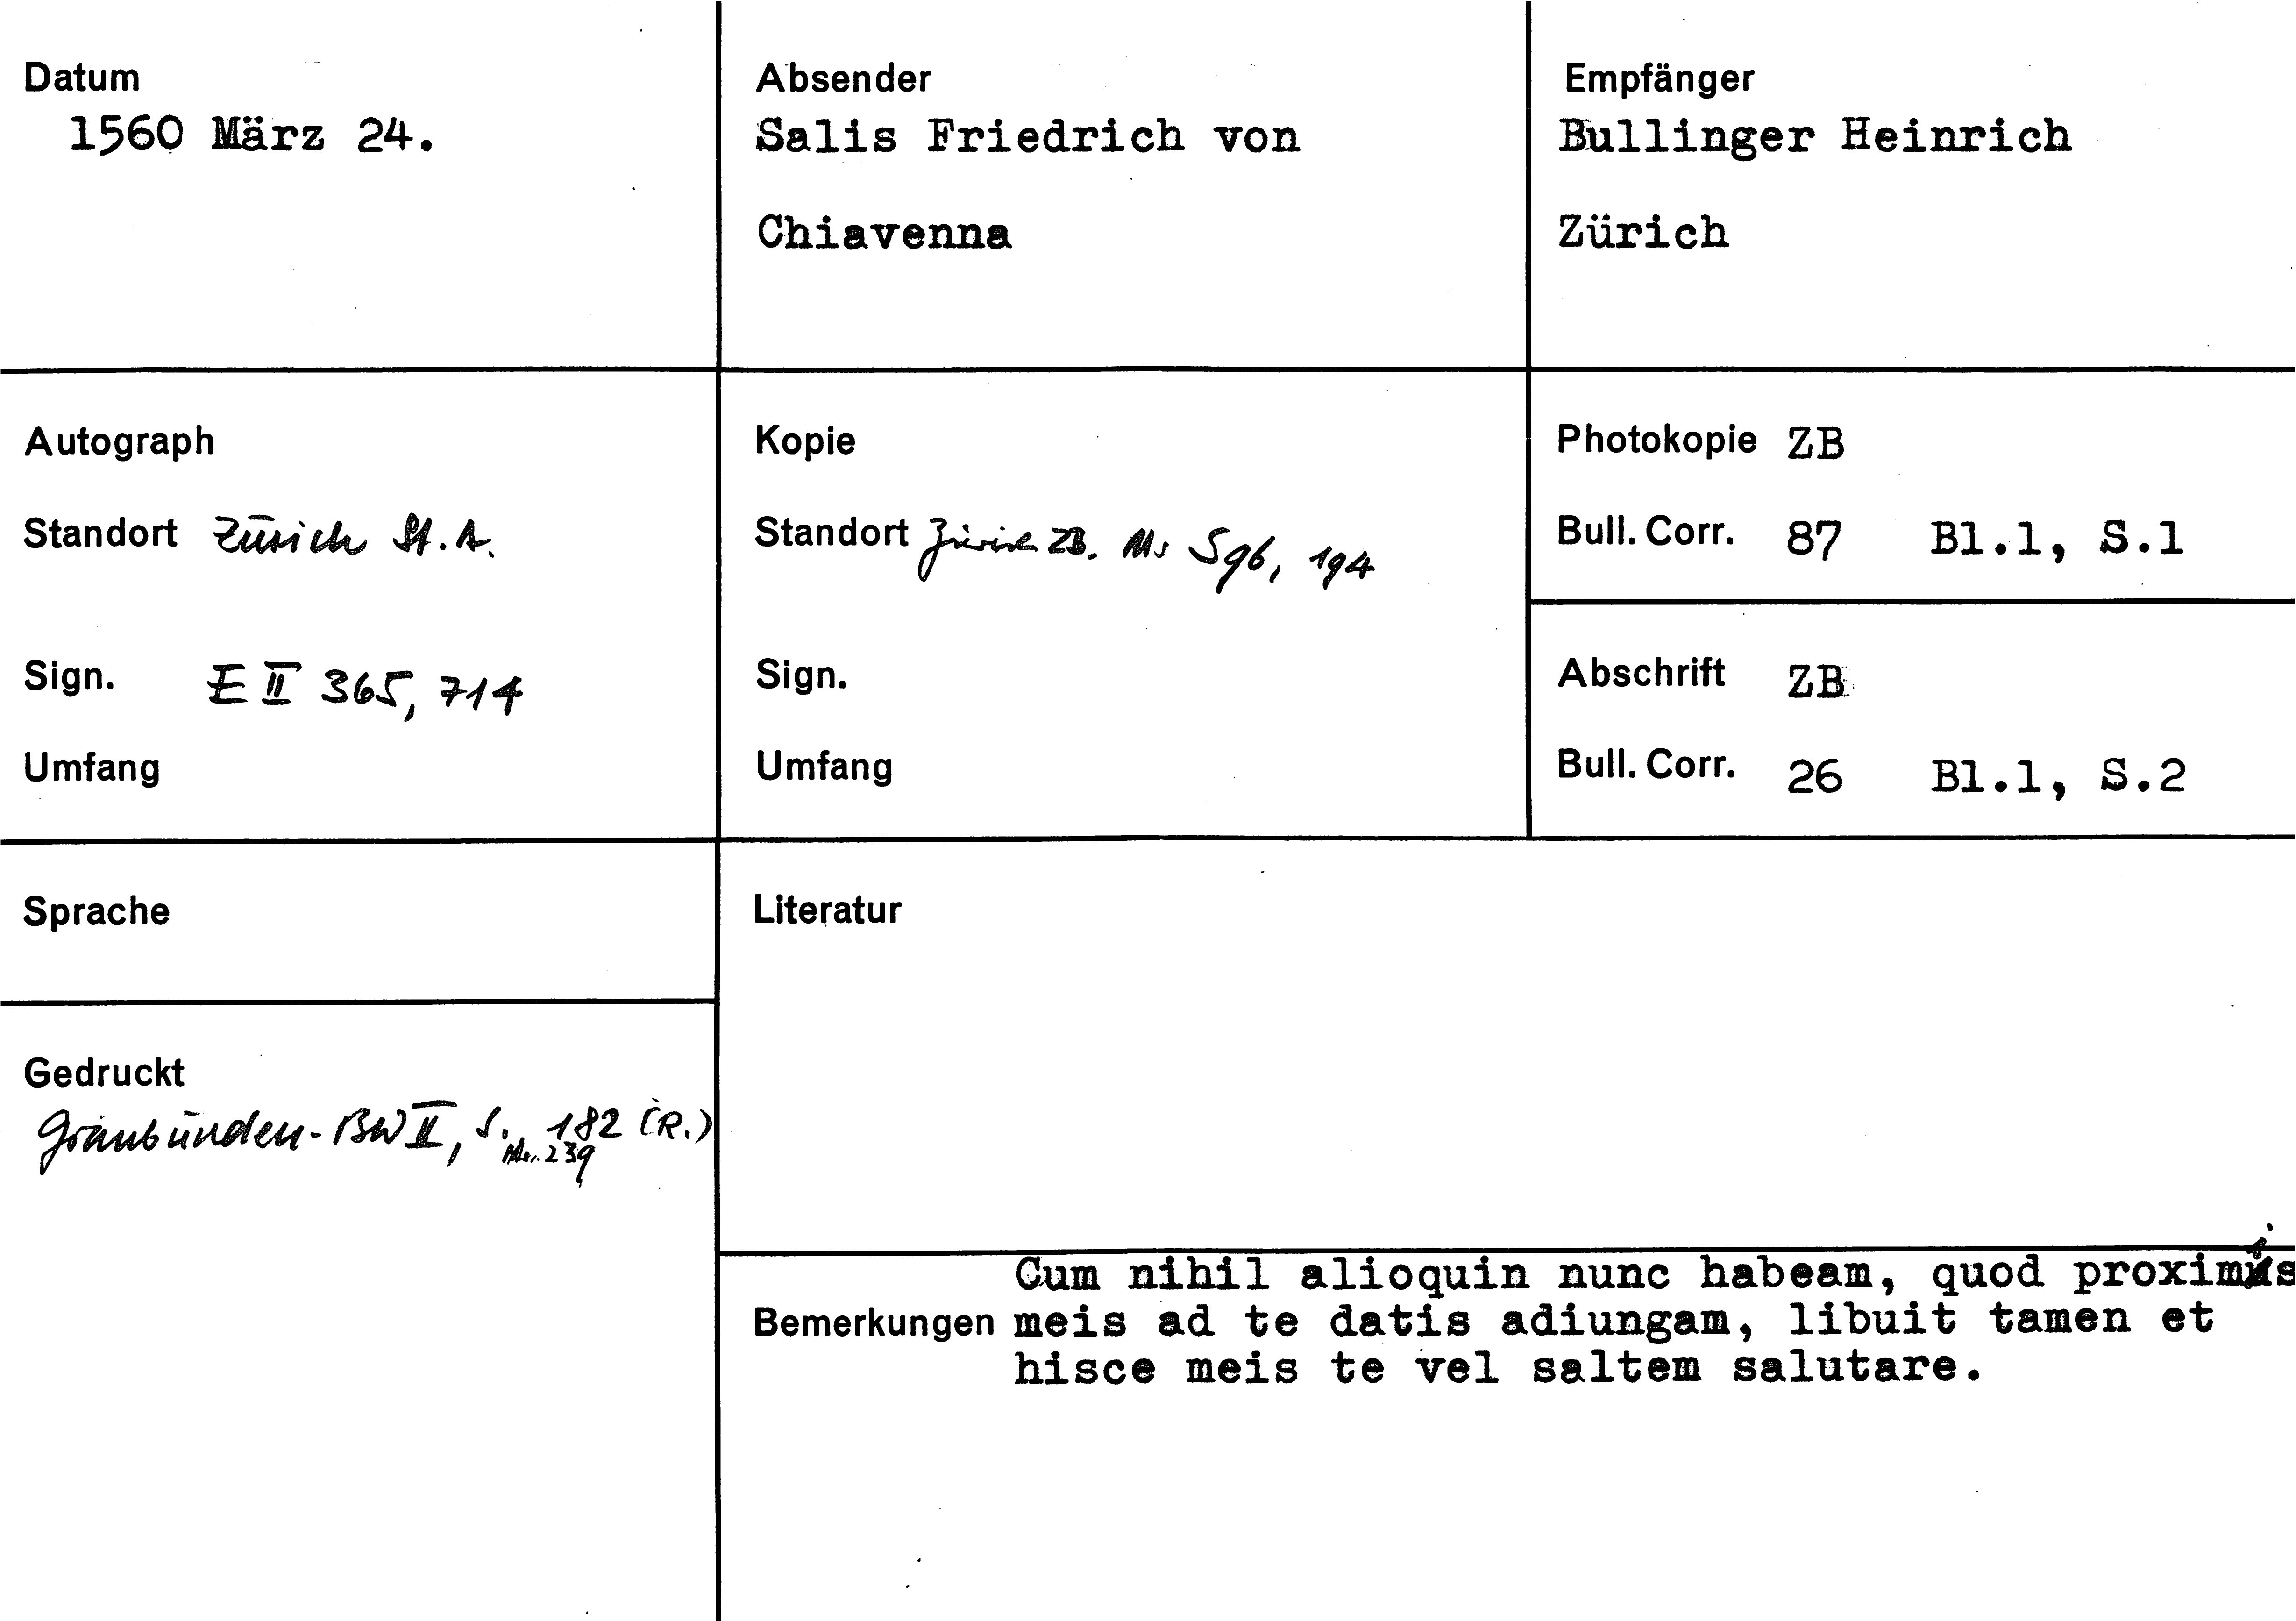 Datum
1560 März 24.
Absender
Salis Friedrich von
Chiavenna
Empfänger
Bullinger Heinrich
Zürich
Autograph
Standort Zürich St.A.
Sign. E II 365, 714
Umfang
Kopie
Standort Zürich ZB. Ms S 96, 194
Sign.
Umfang
Photokopie ZB
Bull. Corr. 87 Bl.1, S.1
Abschrift ZB
Bull. Corr. 26 Bl.1, S.2
Sprache
Gedruckt
Graubünden-BW II, S. 182 (R.)
Nr. 239
Literatur
Bemerkungen
Cum nihil alioquin nunc habeam, quod proximis
meis ad te datis adiungam, libuit tamen et
hisce meis te vel saltem salutare.